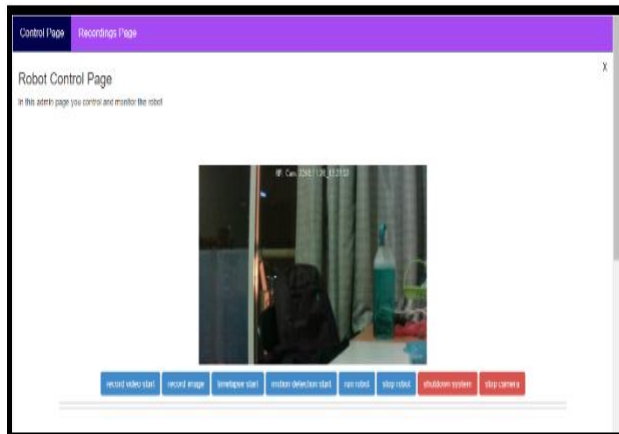 Control Page Recordings Page
X
Robot Control Page
In this admin page you control and monitor the robot
record video start record image timelapse start motion detection start run robot stop robot shutdown system stop camera